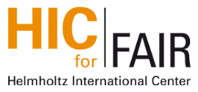 HIC
for FAIR
Helmholtz International Center